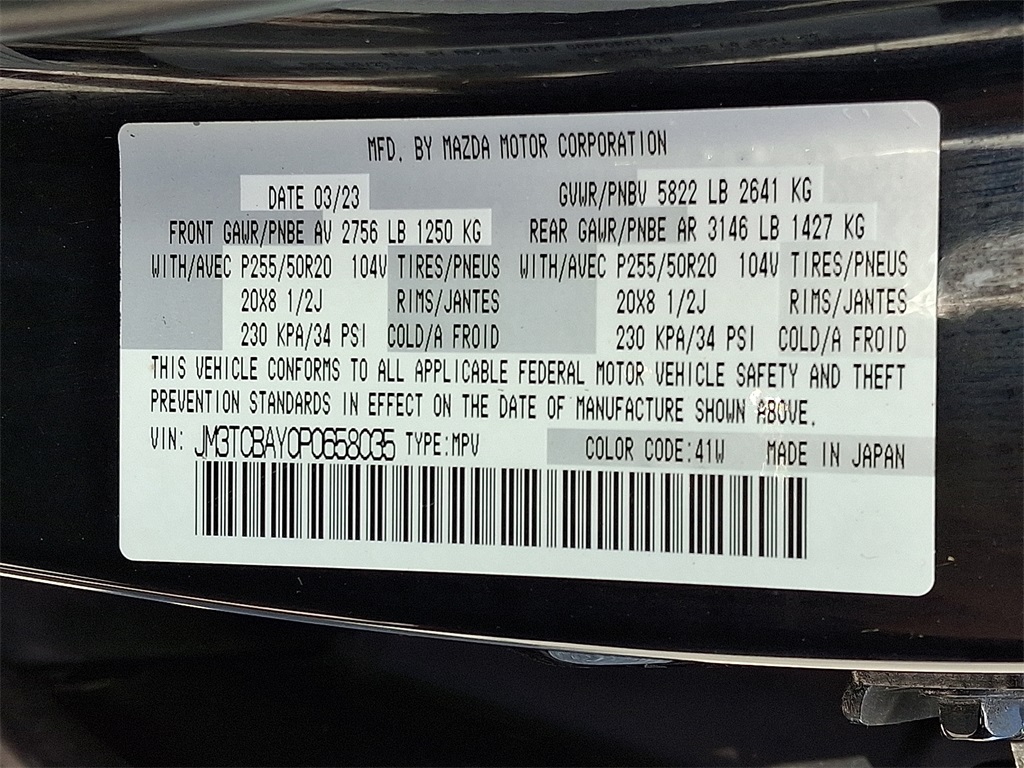 MFD. BY MAZDA MOTOR CORPORATION
DATE 03/23 GVWR/PNBV 5822 LB 2641 KG
FRONT GAWR/PNBE AV 2756 LB 1250 KG REAR GAWR/PNBE AR 3146 LB 1427 KG
WITH/AVEC P255/50R20 104V TIRES/PNEUS WITH/AVEC P255/50R20 104V TIRES/PNEUS
20X8 1/2J RIMS/JANTES 20X8 1/2J RIMS/JANTES
230 KPA/34 PSI COLD/A FROID 230 KPA/34 PSI COLD/A FROID
THIS VEHICLE CONFORMS TO ALL APPLICABLE FEDERAL MOTOR VEHICLE SAFETY AND THEFT
PREVENTION STANDARDS IN EFFECT ON THE DATE OF MANUFACTURE SHOWN ABOVE.
VIN: JM3TCBAY0P0658035 TYPE:MPV COLOR CODE:41W MADE IN JAPAN